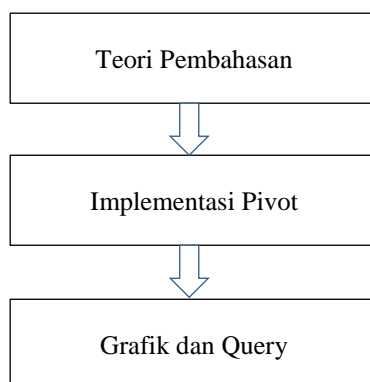 Teori Pembahasan
Implementasi Pivot
Grafik dan Query